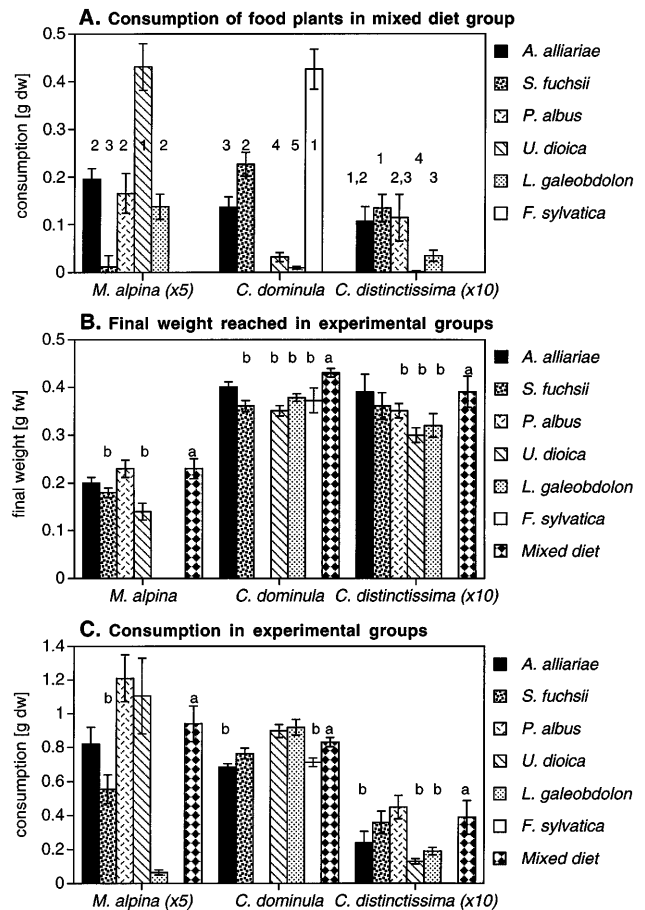 A. Consumption of food plants in mixed diet group
0.5
0.4
0.3
0.2
0.1
0
consumption [g dw]
2 3 2 1 2
3 2 4 5 1
1,2 1 2,3 4 3
M. alpina (x5) C. dominula C. distinctissima (x10)
A. alliariae
S. fuchsii
P. albus
U. dioica
L. galeobdolon
F. sylvatica
B. Final weight reached in experimental groups
0.5
0.4
0.3
0.2
0.1
0
final weight [g fw]
b b a
b b b b a
b b b a
M. alpina C. dominula C. distinctissima (x10)
A. alliariae
S. fuchsii
P. albus
U. dioica
L. galeobdolon
F. sylvatica
Mixed diet
C. Consumption in experimental groups
1.4
1.2
1
0.8
0.6
0.4
0.2
0
consumption [g dw]
b a
b b a
b b b a
M. alpina (x5) C. dominula C. distinctissima (x10)
A. alliariae
S. fuchsii
P. albus
U. dioica
L. galeobdolon
F. sylvatica
Mixed diet